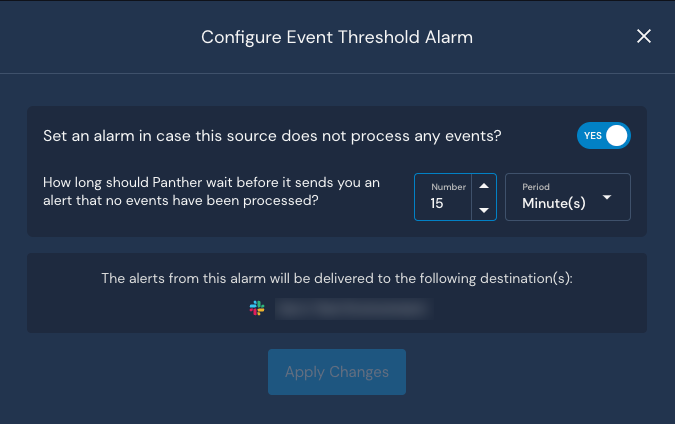 Configure Event Threshold Alarm
Set an alarm in case this source does not process any events?
YES
How long should Panther wait before it sends you an
alert that no events have been processed?
Number
15
Period
Minute(s)
The alerts from this alarm will be delivered to the following destination(s):
Apply Changes